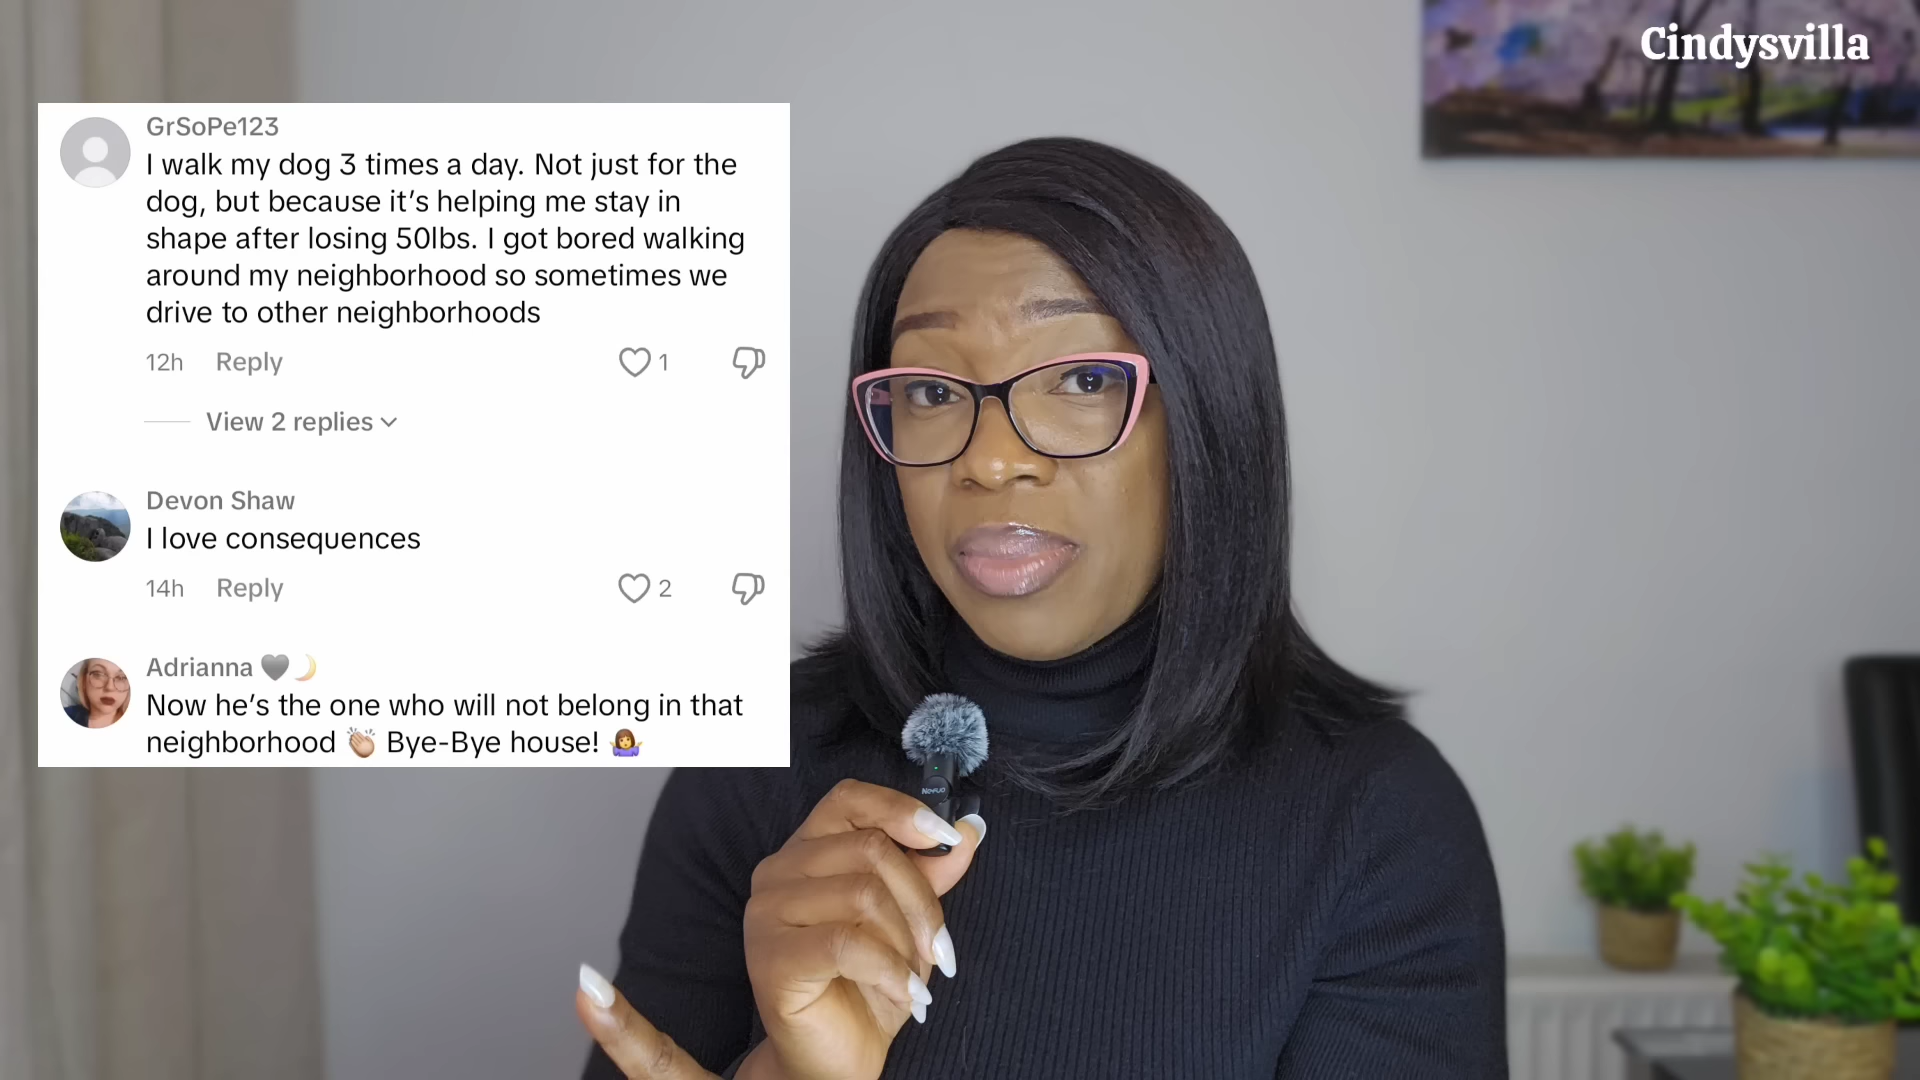 Cindysvilla
GrSoPe123
I walk my dog 3 times a day. Not just for the
dog, but because it’s helping me stay in
shape after losing 50lbs. I got bored walking
around my neighborhood so sometimes we
drive to other neighborhoods
12h Reply 1
View 2 replies
Devon Shaw
I love consequences
14h Reply 2
Adrianna 🖤🌙
Now he’s the one who will not belong in that
neighborhood 👏🏼 Bye-Bye house! 🤷🏽‍♀️